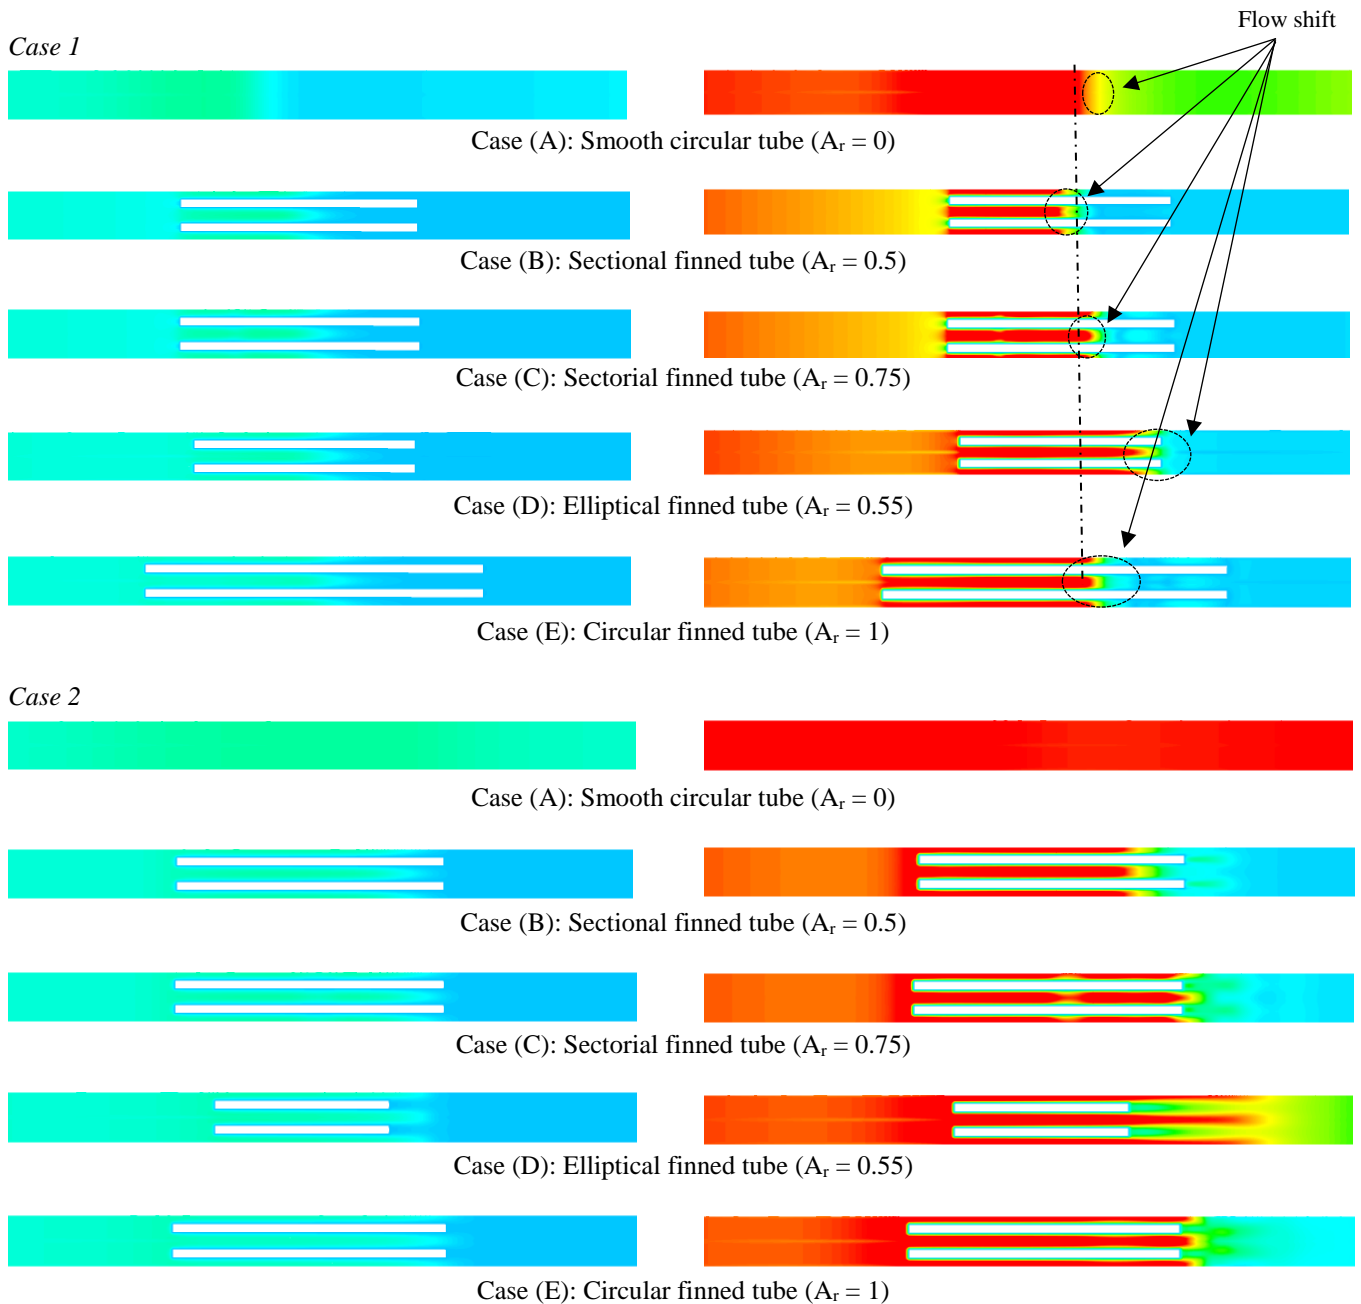 Flow shift
Case 1
Case (A): Smooth circular tube (Aᵣ = 0)
Case (B): Sectional finned tube (Aᵣ = 0.5)
Case (C): Sectorial finned tube (Aᵣ = 0.75)
Case (D): Elliptical finned tube (Aᵣ = 0.55)
Case (E): Circular finned tube (Aᵣ = 1)
Case 2
Case (A): Smooth circular tube (Aᵣ = 0)
Case (B): Sectional finned tube (Aᵣ = 0.5)
Case (C): Sectorial finned tube (Aᵣ = 0.75)
Case (D): Elliptical finned tube (Aᵣ = 0.55)
Case (E): Circular finned tube (Aᵣ = 1)